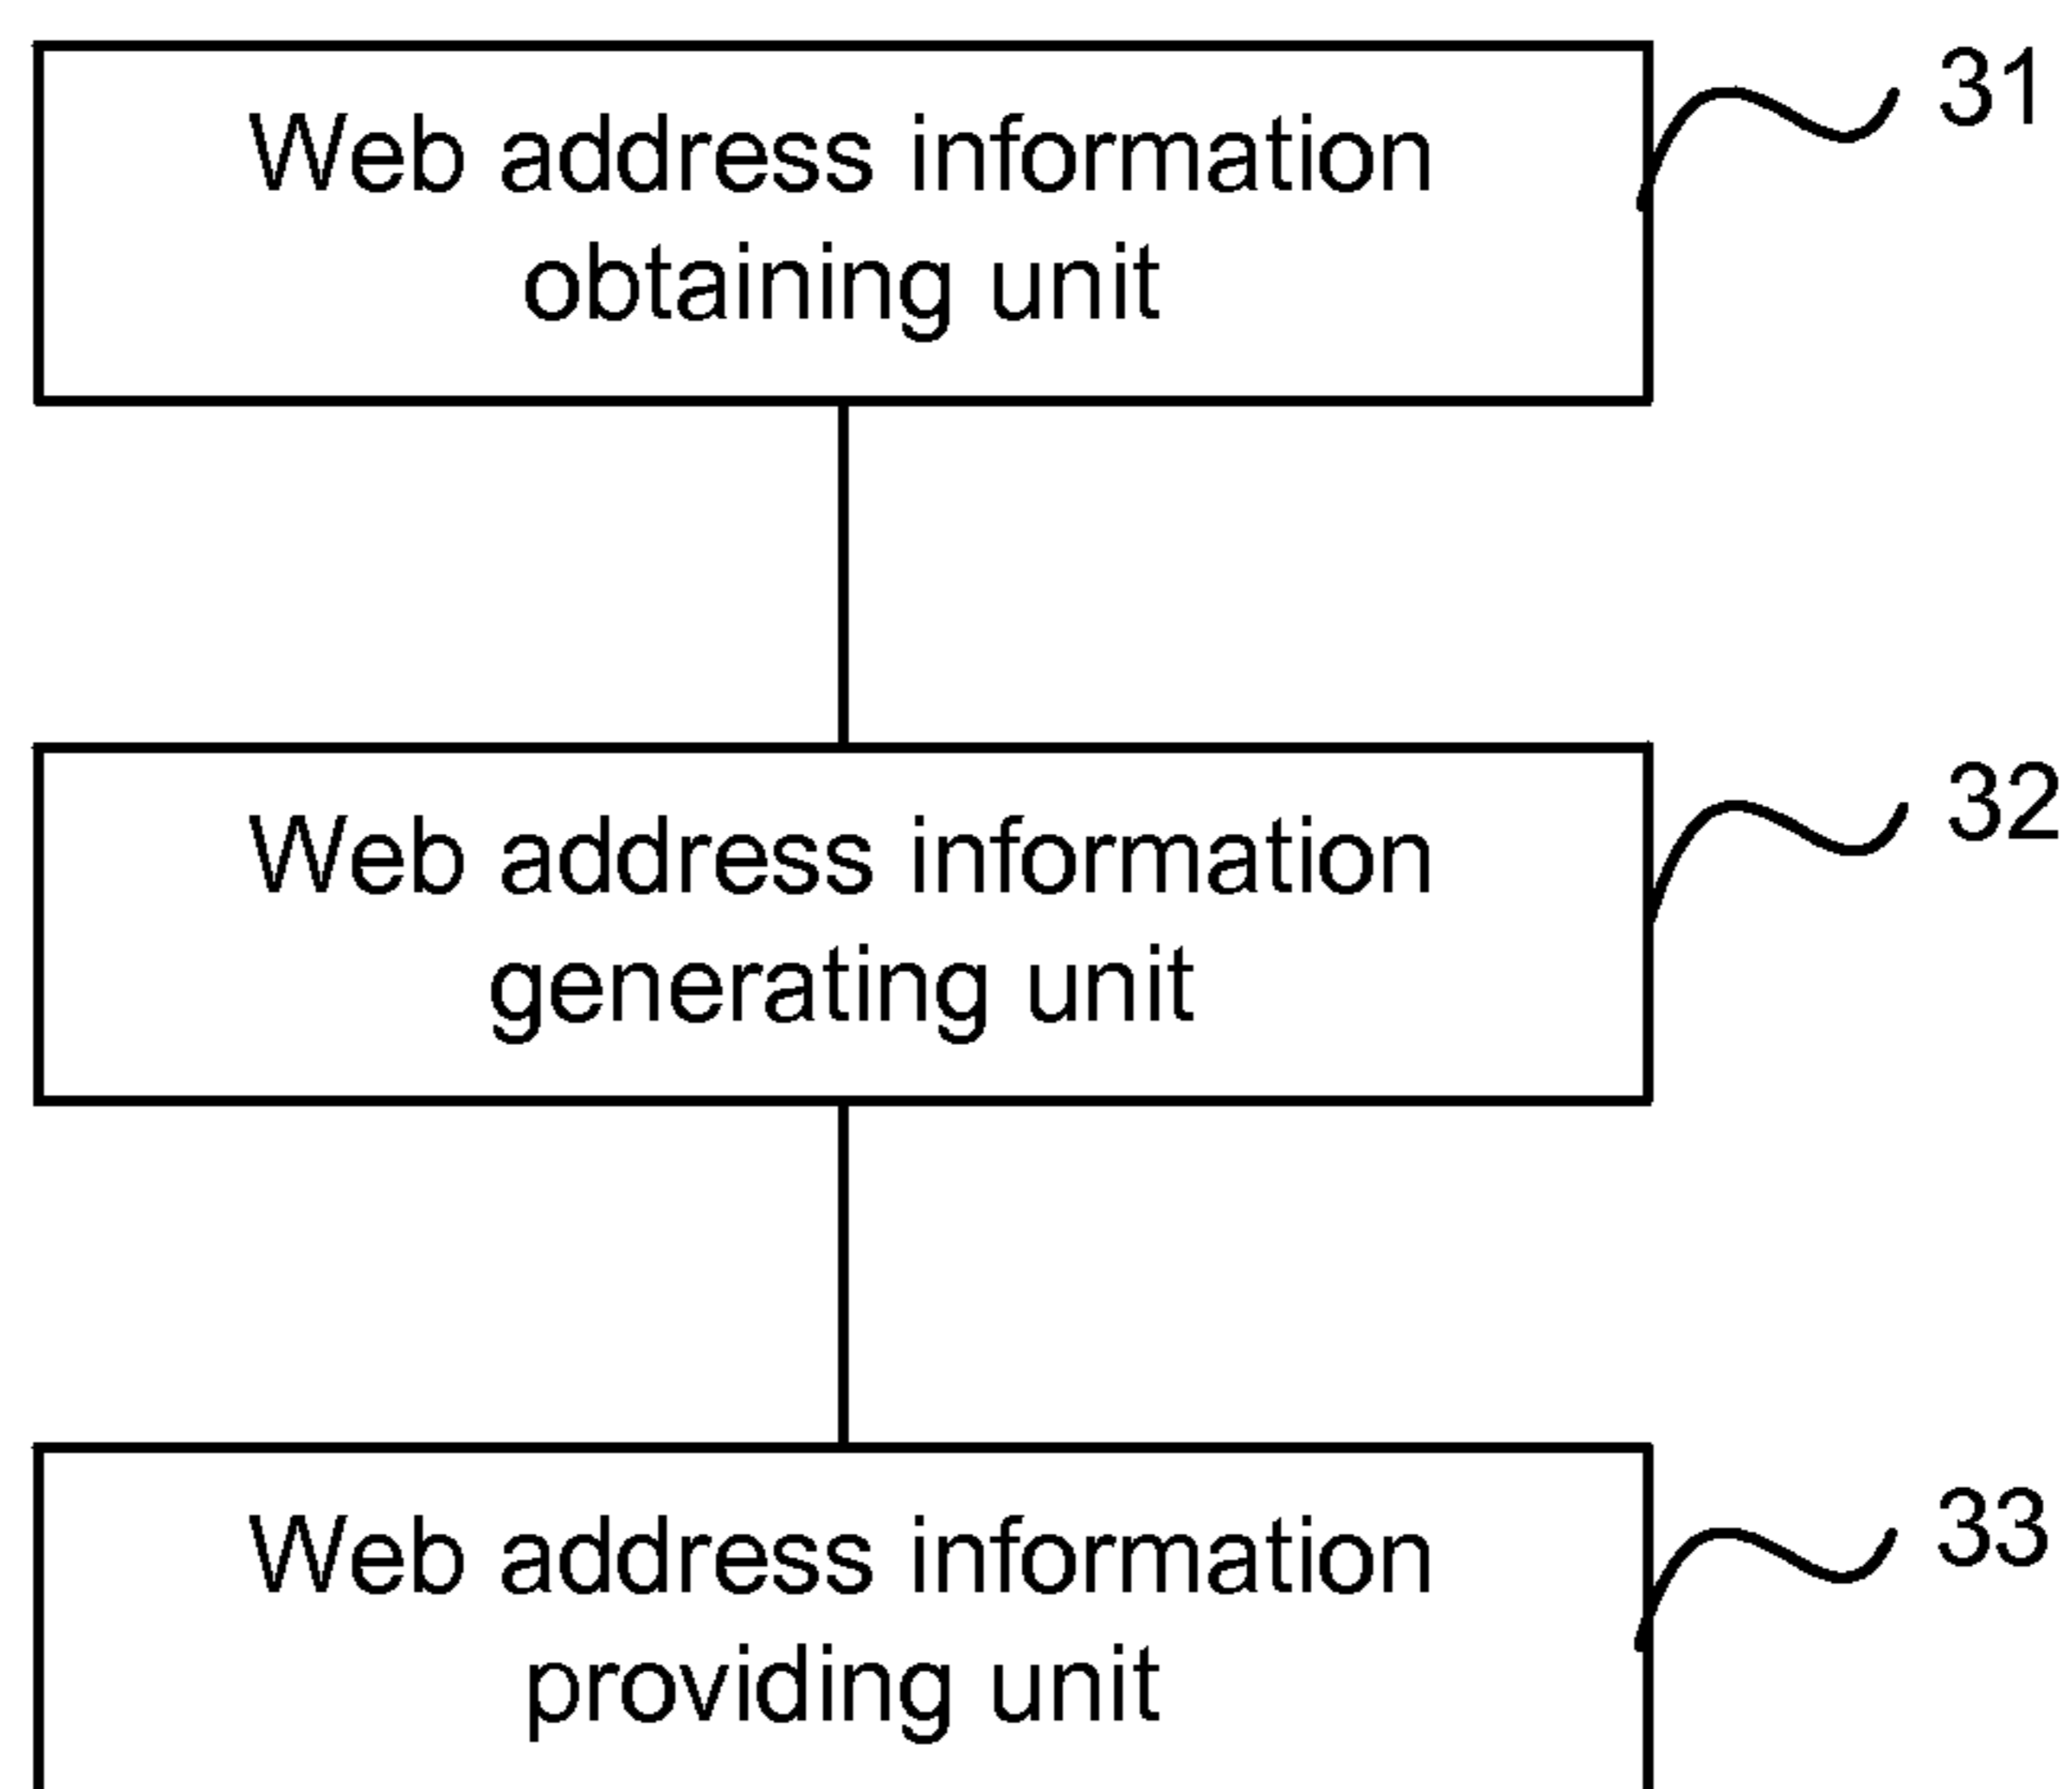 Web address information
obtaining unit
31
Web address information
generating unit
32
Web address information
providing unit
33